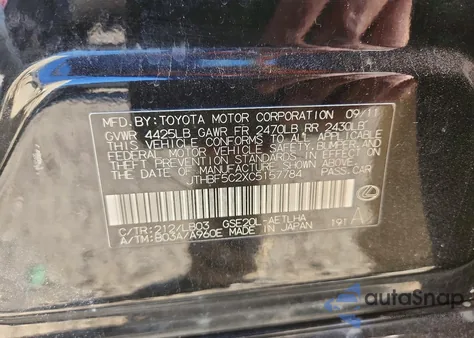 MFD.BY:TOYOTA MOTOR CORPORATION 09/11
GVWR 4425LB GAWR FR 2470LB RR 2430LB
THIS VEHICLE CONFORMS TO ALL APPLICABLE
FEDERAL MOTOR VEHICLE SAFETY, BUMPER, AND
THEFT PREVENTION STANDARDS IN EFFECT ON THE
DATE OF MANUFACTURE SHOWN ABOVE.
JTHBF5C2XC5157784 PASS.CAR
C/TR:212/LB03 GSE20L-AETLHA
A/TM:B03A/A960E MADE IN JAPAN 191
autoSnap